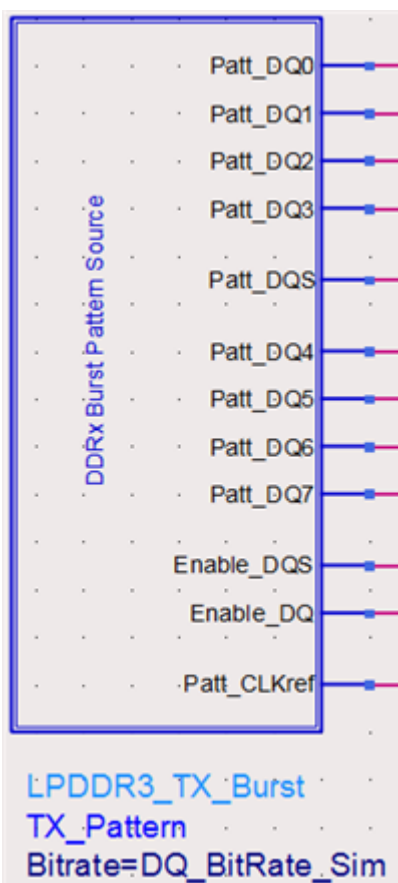 Patt_DQ0
Patt_DQ1
Patt_DQ2
Patt_DQ3
DDRx Burst Pattern Source
Patt_DQS
Patt_DQ4
Patt_DQ5
Patt_DQ6
Patt_DQ7
Enable_DQS
Enable_DQ
Patt_CLKref
LPDDR3_TX_Burst
TX_Pattern
Bitrate=DQ_BitRate_Sim